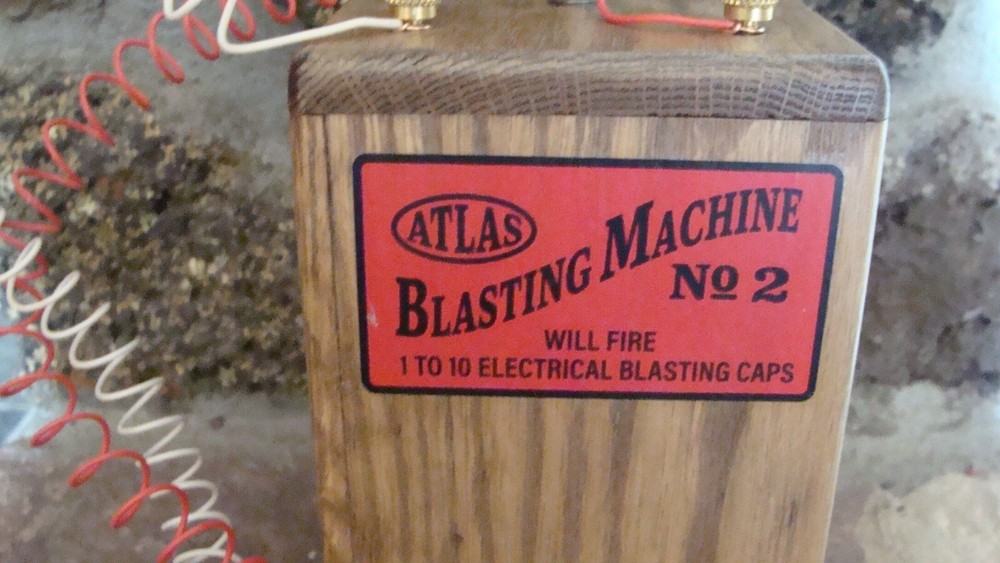 ATLAS
BLASTING MACHINE
No 2
WILL FIRE
1 TO 10 ELECTRICAL BLASTING CAPS